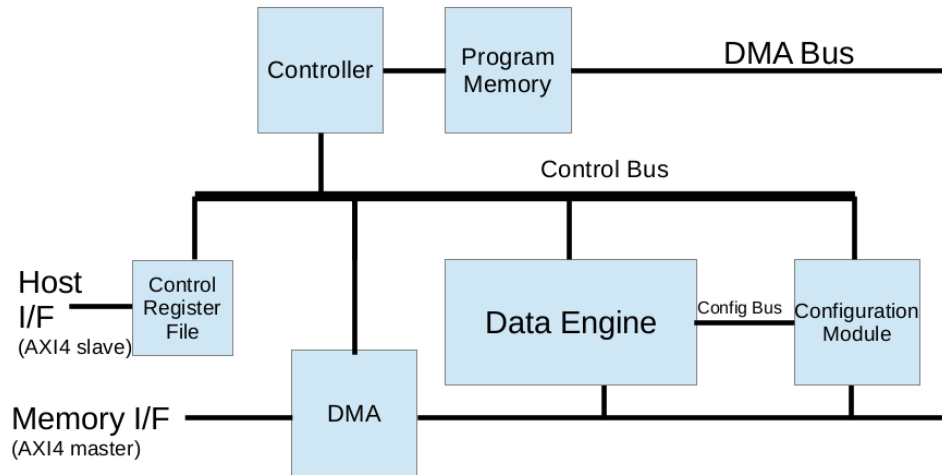 Controller
Program
Memory
DMA Bus
Control Bus
Host
I/F
(AXI4 slave)
Control
Register
File
Data Engine
Config Bus
Configuration
Module
Memory I/F
(AXI4 master)
DMA